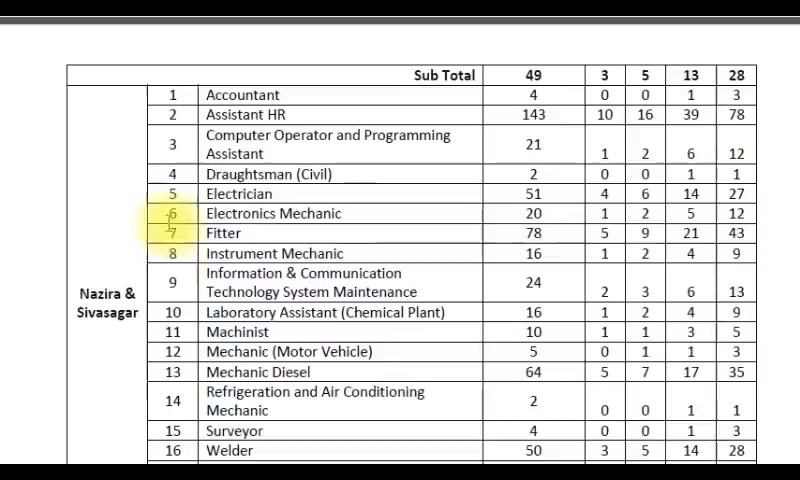 Sub Total 49 3 5 13 28
1 Accountant 4 0 0 1 3
2 Assistant HR 143 10 16 39 78
Computer Operator and Programming
3 Assistant 21 1 2 6 12
4 Draughtsman (Civil) 2 0 0 1 1
5 Electrician 51 4 6 14 27
6 Electronics Mechanic 20 1 2 5 12
7 Fitter 78 5 9 21 43
8 Instrument Mechanic 16 1 2 4 9
Information & Communication
9 Technology System Maintenance 24 2 3 6 13
Nazira &
Sivasagar
10 Laboratory Assistant (Chemical Plant) 16 1 2 4 9
11 Machinist 10 1 1 3 5
12 Mechanic (Motor Vehicle) 5 0 1 1 3
13 Mechanic Diesel 64 5 7 17 35
Refrigeration and Air Conditioning
14 Mechanic 2 0 0 1 1
15 Surveyor 4 0 0 1 3
16 Welder 50 3 5 14 28